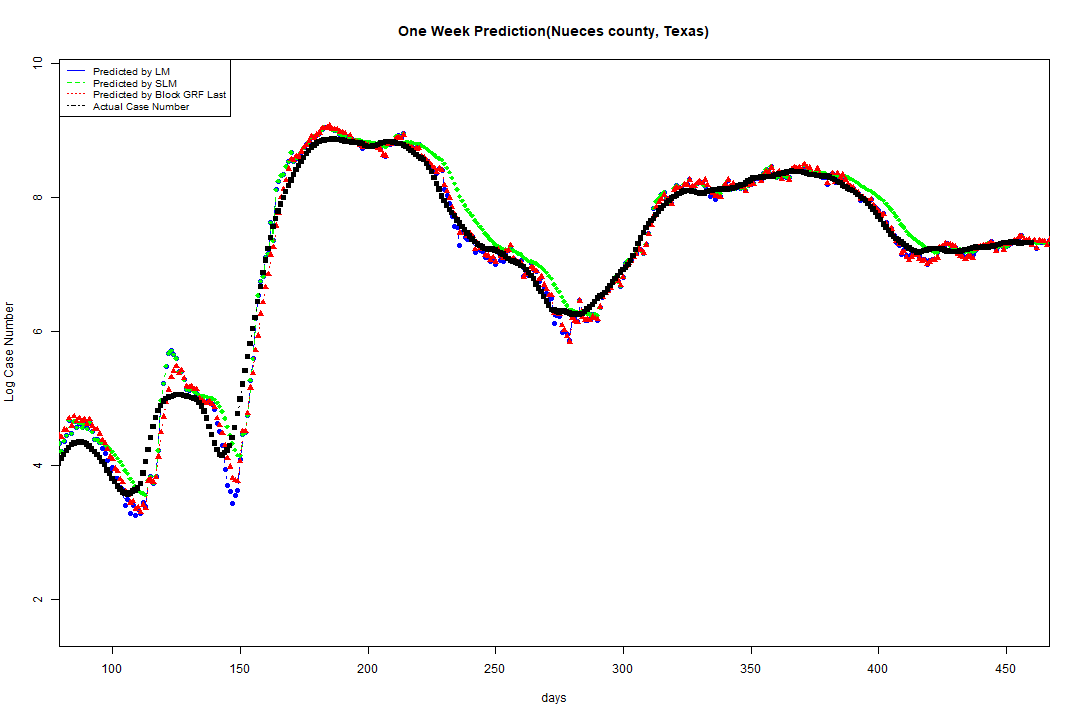 One Week Prediction(Nueces county, Texas)
Predicted by LM
Predicted by SLM
Predicted by Block GRF Last
Actual Case Number
10
8
6
4
2
Log Case Number
100 150 200 250 300 350 400 450
days